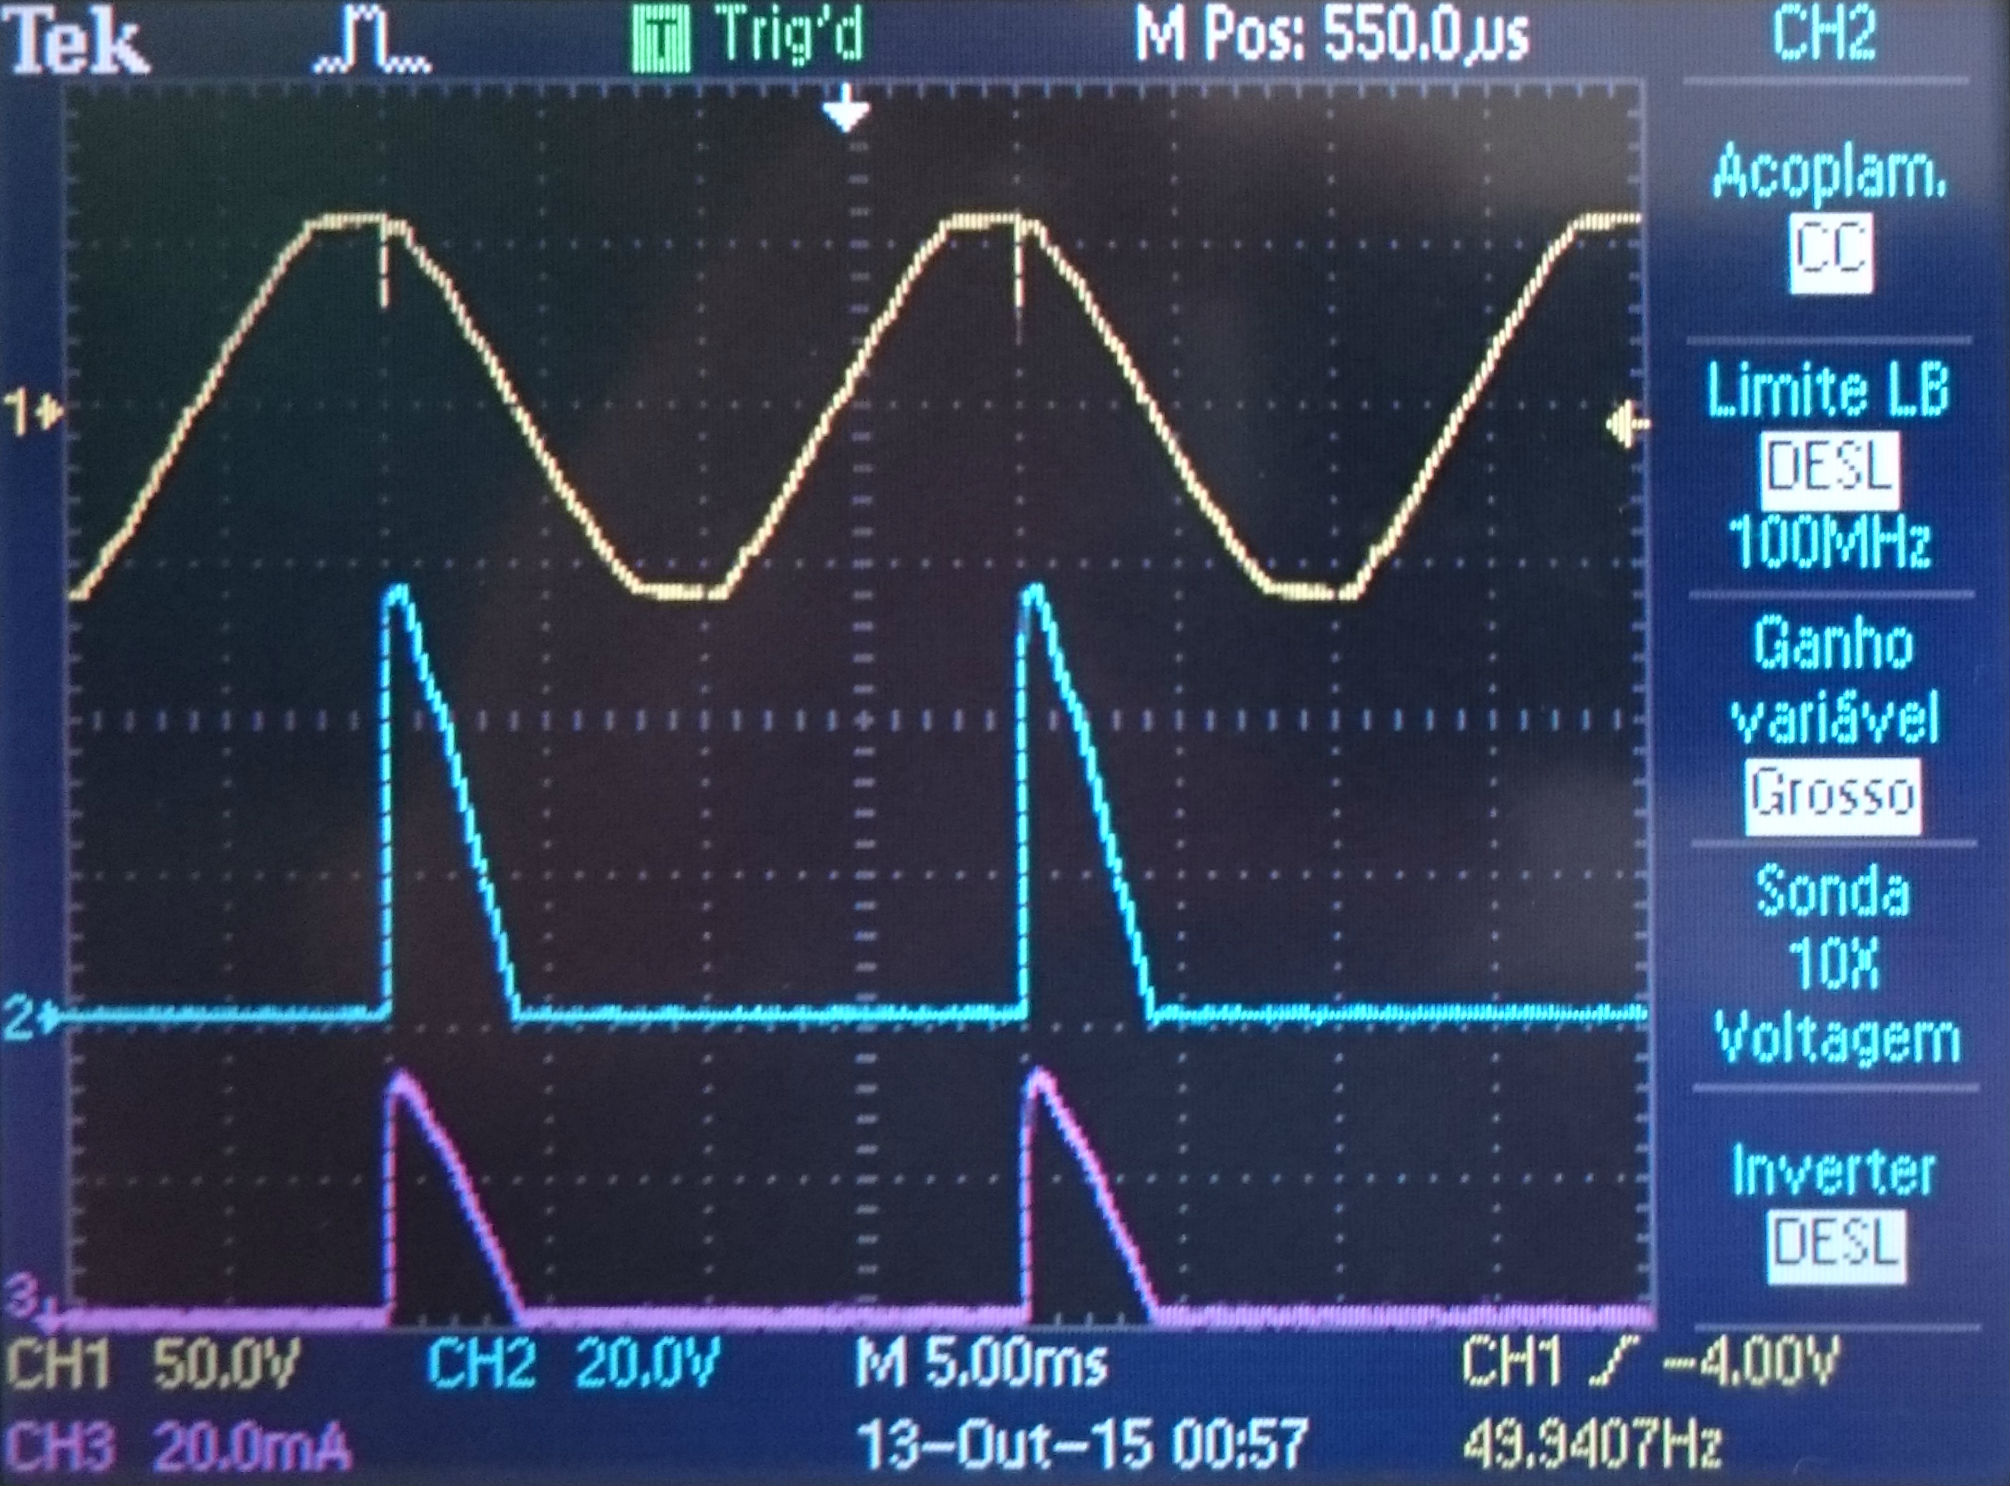 Tek T Trig'd M Pos: 550.0µs CH2
Acoplam.
CC
Limite LB
DESL
100MHz
Ganho
variável
Grosso
Sonda
10X
Voltagem
Inverter
DESL
1
2
3
CH1 50.0V CH2 20.0V M 5.00ms CH1 -4.00V
CH3 20.0mA 13-Out-15 00:57 49.9407Hz